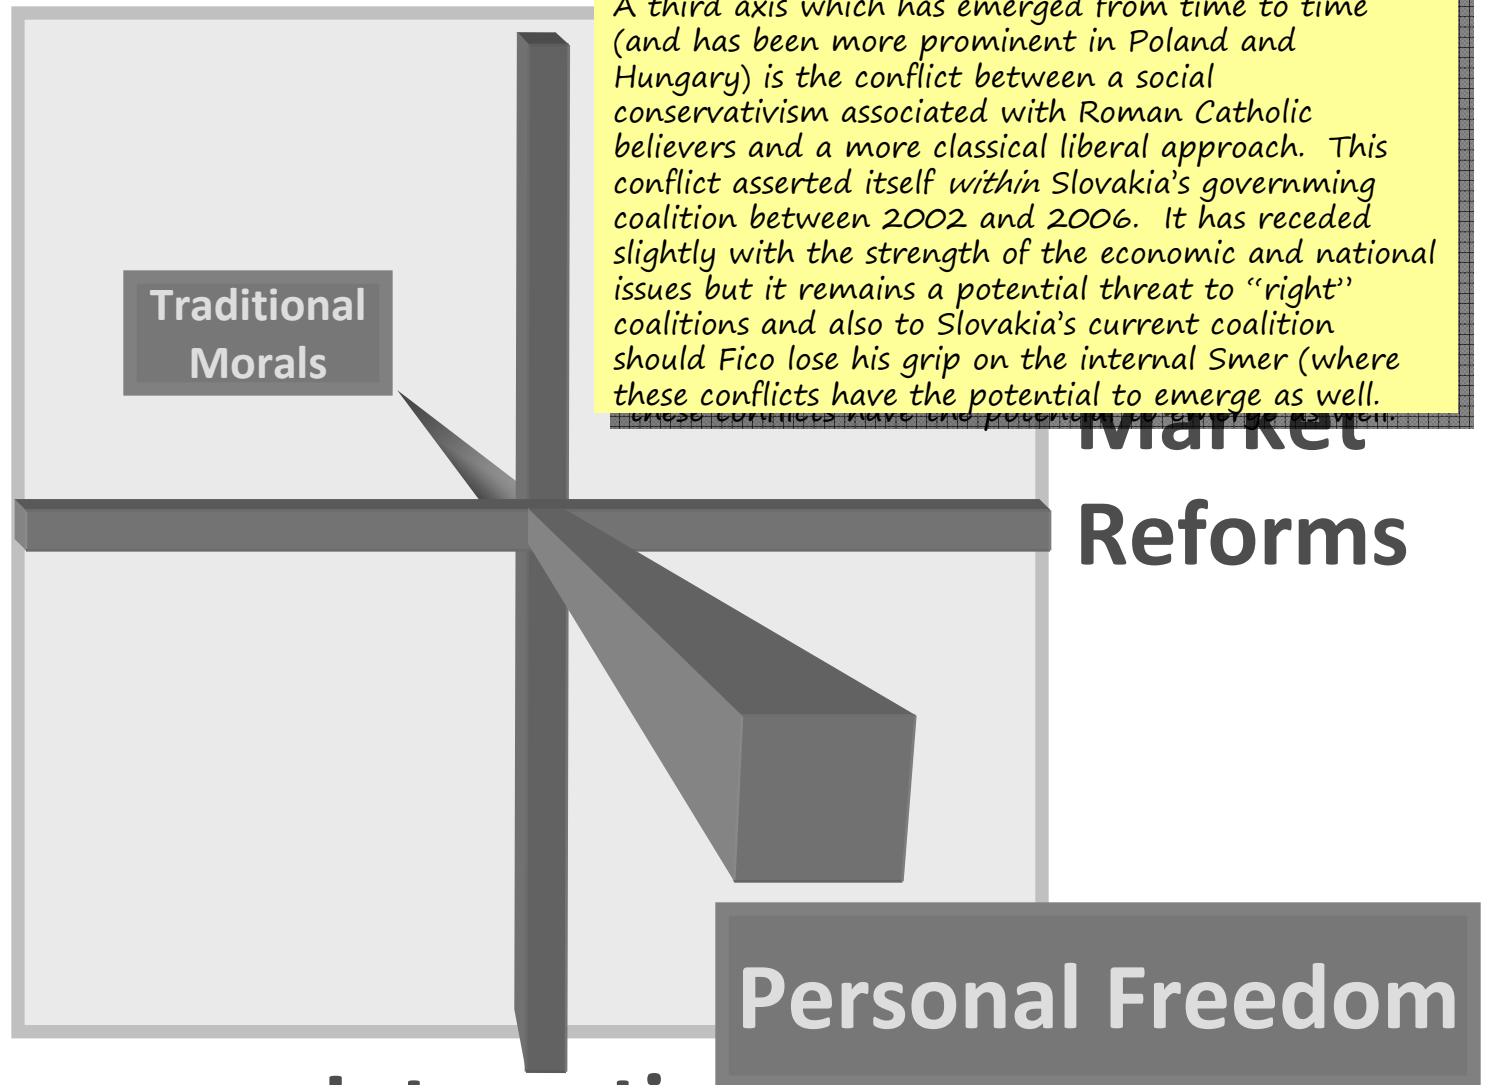 A third axis which has emerged from time to time
(and has been more prominent in Poland and
Hungary) is the conflict between a social
conservativism associated with Roman Catholic
believers and a more classical liberal approach.  This
conflict asserted itself within Slovakia’s governming
coalition between 2002 and 2006.  It has receded
slightly with the strength of the economic and national
issues but it remains a potential threat to “right”
coalitions and also to Slovakia’s current coalition
should Fico lose his grip on the internal Smer (where
these conflicts have the potential to emerge as well.
Traditional
Morals
Market
Reforms
Personal Freedom